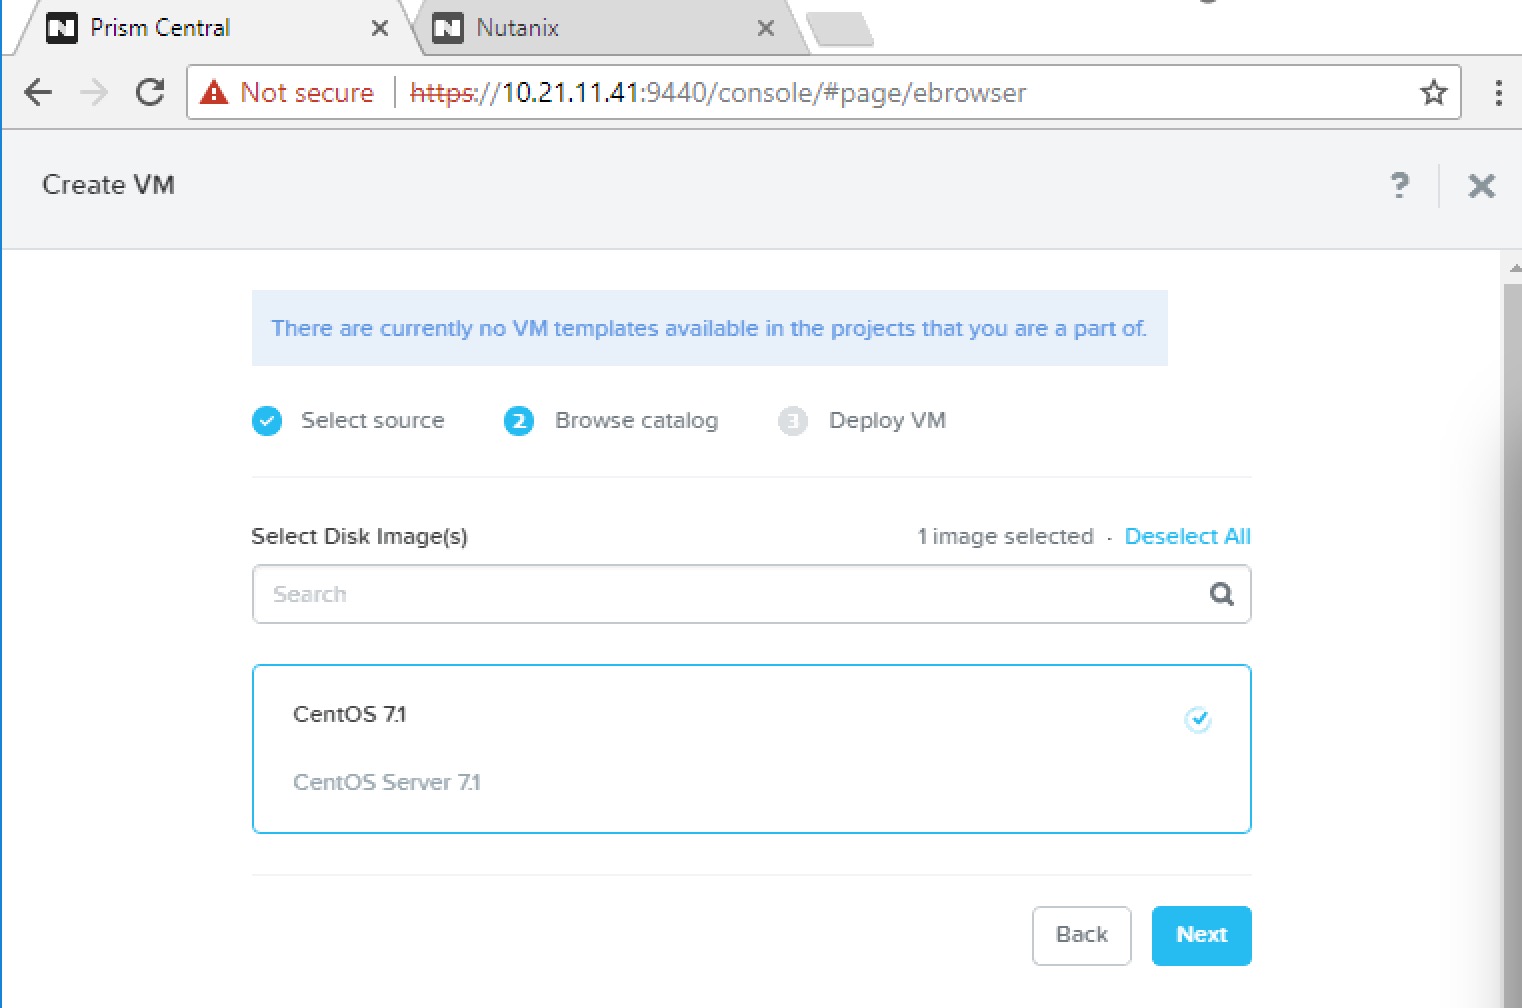 Prism Central
Nutanix
Not secure https://10.21.11.41:9440/console/#page/ebrowser
Create VM
?
There are currently no VM templates available in the projects that you are a part of.
Select source 2 Browse catalog 3 Deploy VM
Select Disk Image(s) 1 image selected · Deselect All
Search
CentOS 7.1
CentOS Server 7.1
Back Next